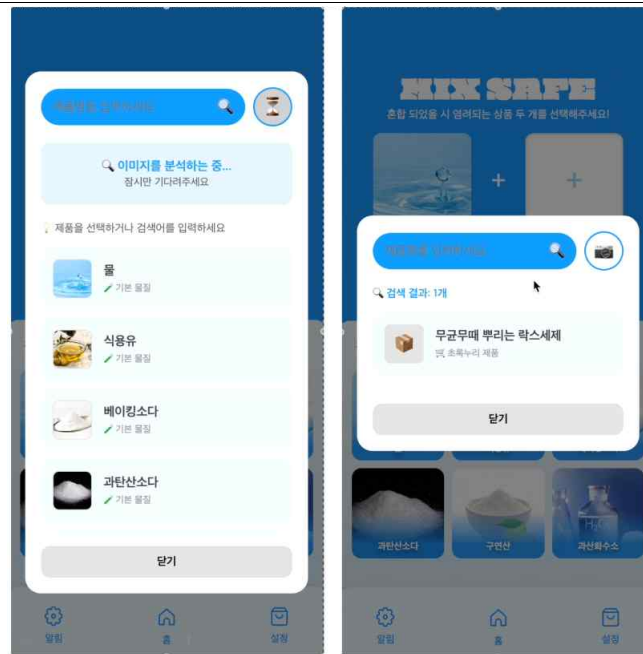 이미지를 분석하는 중...
잠시만 기다려주세요
제품을 선택하거나 검색어를 입력하세요
물
기본 물질
식용유
기본 물질
베이킹소다
기본 물질
과탄산소다
기본 물질
닫기
알림
홈
설정
MIX SAFE
혼합 되었을 시 염려되는 상품 두 개를 선택해주세요!
+
+
검색 결과: 1개
무균무때 뿌리는 락스세제
초록누리 제품
닫기
과탄산소다
구연산
과산화수소
알림
홈
설정